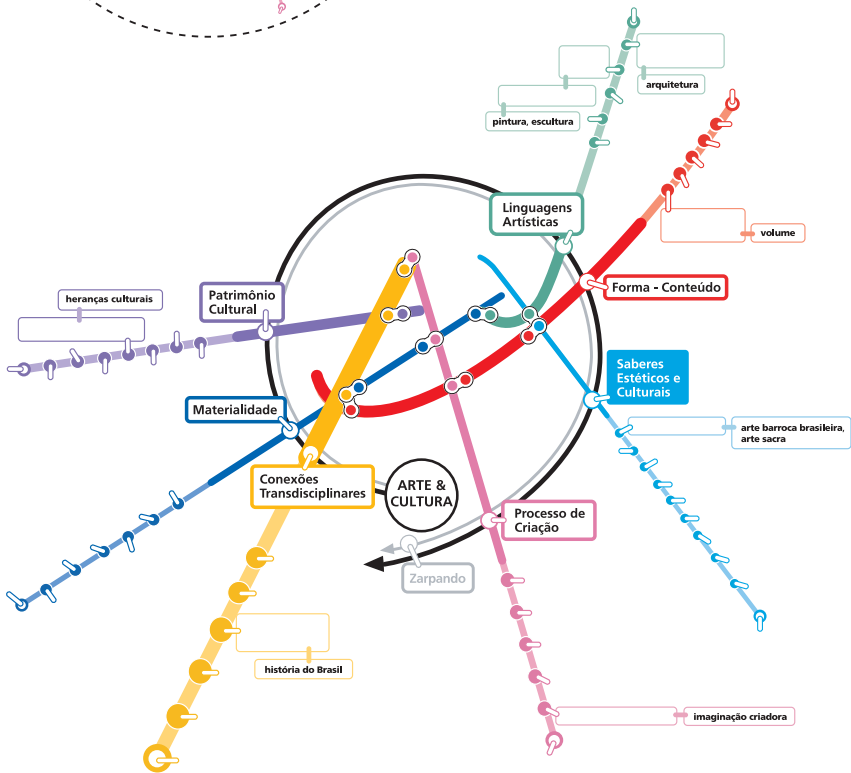 arquitetura
pintura, escultura
Linguagens
Artísticas
volume
Forma - Conteúdo
heranças culturais
Patrimônio
Cultural
Saberes
Estéticos e
Culturais
Materialidade
arte barroca brasileira,
arte sacra
Conexões
Transdisciplinares
ARTE &
CULTURA
Processo de
Criação
Zarpando
história do Brasil
imaginação criadora